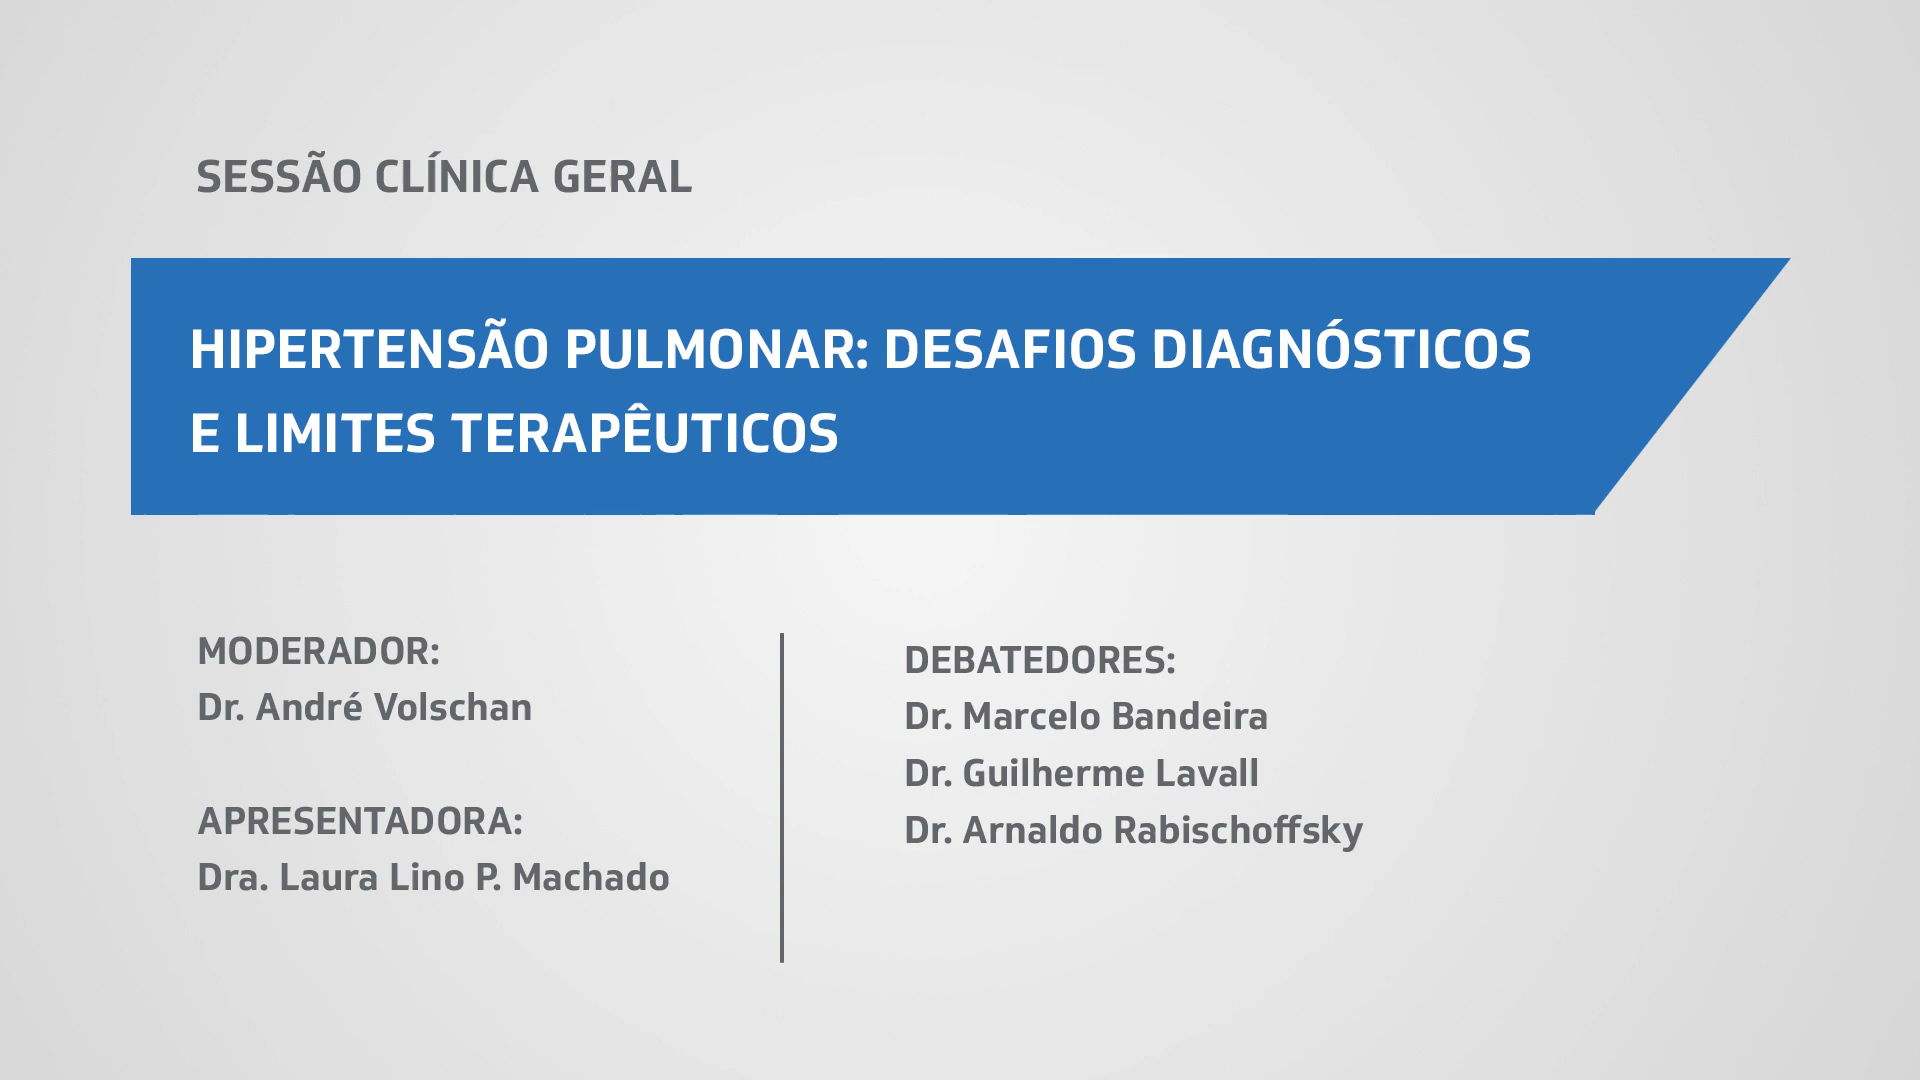 SESSÃO CLÍNICA GERAL
HIPERTENSÃO PULMONAR: DESAFIOS DIAGNÓSTICOS
E LIMITES TERAPÊUTICOS
MODERADOR:
Dr. André Volschan
APRESENTADORA:
Dra. Laura Lino P. Machado
DEBATEDORES:
Dr. Marcelo Bandeira
Dr. Guilherme Lavall
Dr. Arnaldo Rabischoffsky